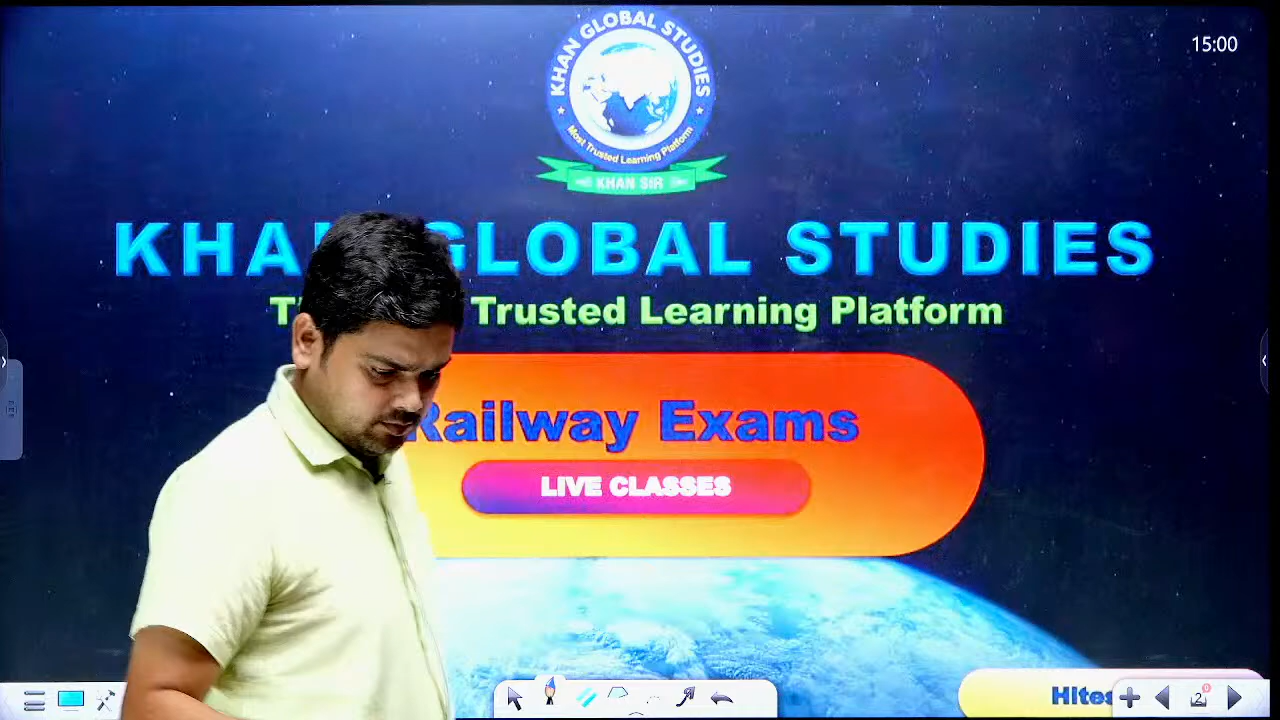 KHAN GLOBAL STUDIES
Most Trusted Learning Platform
KHAN SIR
15:00
KHAN GLOBAL STUDIES
Trusted Learning Platform
Railway Exams
LIVE CLASSES
Hites
2